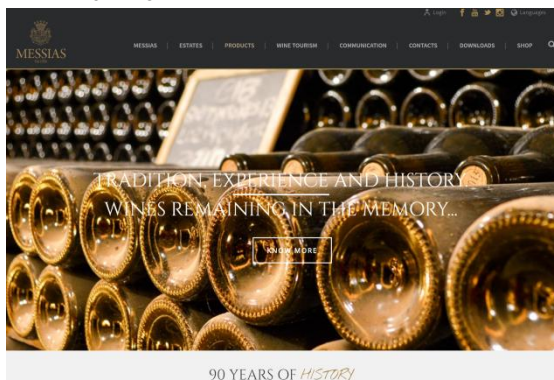 Login
Languages
MESSIAS
MESSIAS
ESTATES
PRODUCTS
WINE TOURISM
COMMUNICATION
CONTACTS
DOWNLOADS
SHOP
TRADITION, EXPERIENCE AND HISTORY
WINES REMAINING IN THE MEMORY...
KNOW MORE
90 YEARS OF HISTORY